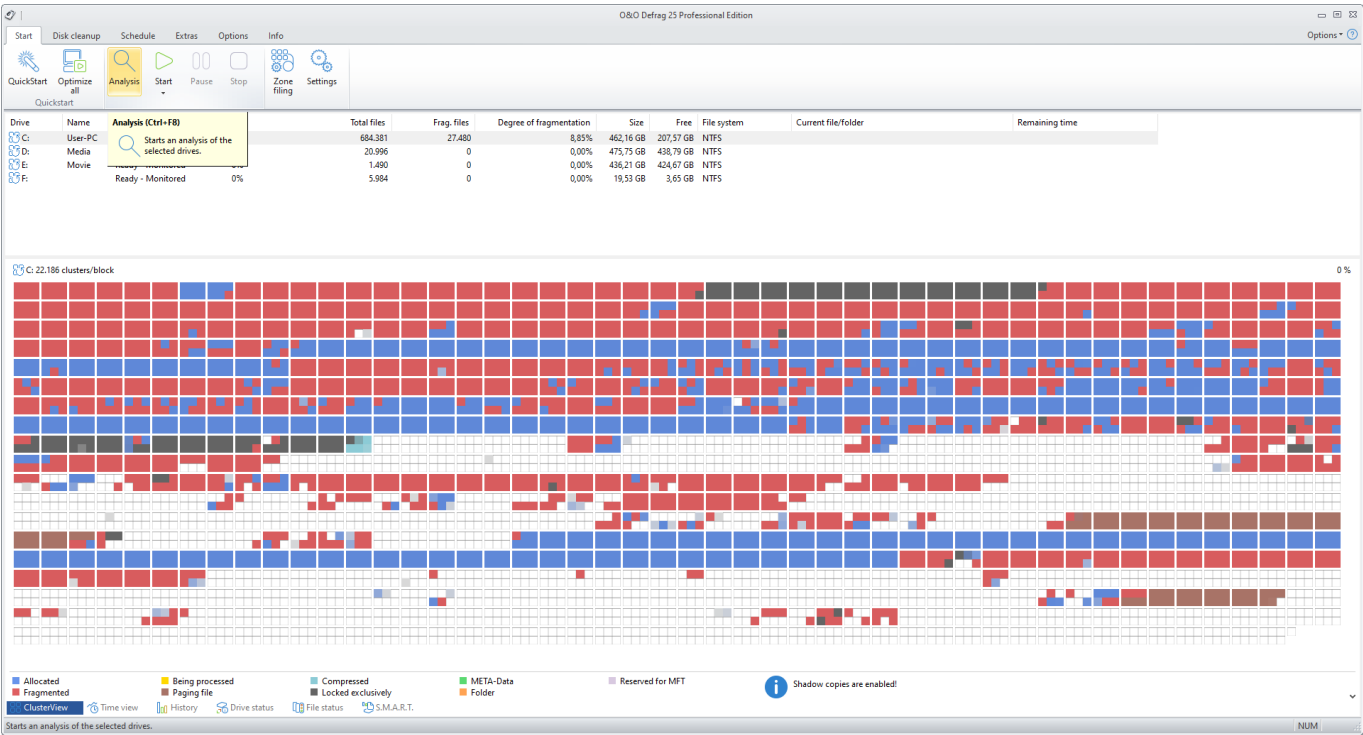 O&O Defrag 25 Professional Edition
Start Disk cleanup Schedule Extras Options Info Options
QuickStart Optimize all Analysis Start Pause Stop Zone filing Settings
Quickstart
Drive Name Total files Frag. files Degree of fragmentation Size Free File system Current file/folder Remaining time
Analysis (Ctrl+F8)
Starts an analysis of the
selected drives.
C: User-PC 684.381 27.480 8,85% 462,16 GB 207,57 GB NTFS
D: Media 20.996 0 0,00% 475,75 GB 438,79 GB NTFS
E: Movie Ready - Monitored 0% 1.490 0 0,00% 436,21 GB 424,67 GB NTFS
F: Ready - Monitored 0% 5.984 0 0,00% 19,53 GB 3,65 GB NTFS
C: 22.186 clusters/block 0 %
Allocated Being processed Compressed META-Data Reserved for MFT
Fragmented Paging file Locked exclusively Folder
Shadow copies are enabled!
ClusterView Time view History Drive status File status S.M.A.R.T.
Starts an analysis of the selected drives. NUM